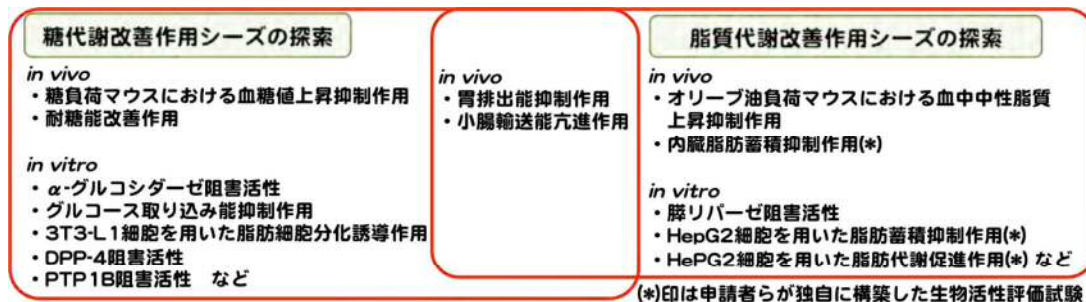 糖代謝改善作用シーズの探索
in vivo
・糖負荷マウスにおける血糖値上昇抑制作用
・耐糖能改善作用
in vitro
・α-グルコシダーゼ阻害活性
・グルコース取り込み能抑制作用
・3T3-L1細胞を用いた脂肪細胞分化誘導作用
・DPP-4阻害活性
・PTP1B阻害活性 など
in vivo
・胃排出能抑制作用
・小腸輸送能亢進作用
脂質代謝改善作用シーズの探索
in vivo
・オリーブ油負荷マウスにおける血中中性脂質
上昇抑制作用
・内臓脂肪蓄積抑制作用(*)
in vitro
・膵リパーゼ阻害活性
・HepG2細胞を用いた脂肪蓄積抑制作用(*)
・HePG2細胞を用いた脂肪代謝促進作用(*) など
(*)印は申請者らが独自に構築した生物活性評価試験